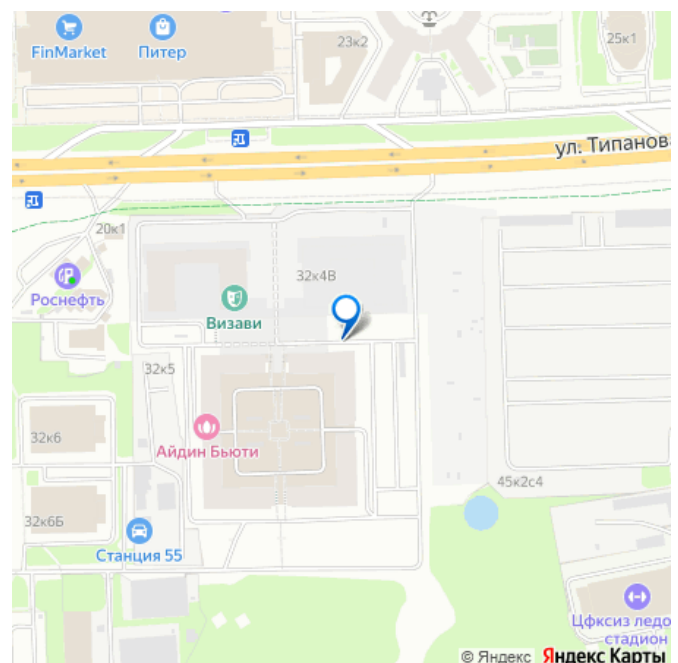 23к2
25к1
FinMarket
Питер
ул. Типанова
20к1
32к4В
Роснефть
Визави
32к5
32к6
Айдин Бьюти
45к2с4
32к6Б
Станция 55
Цфксиз ледо
стадион
© Яндекс Яндекс Карты